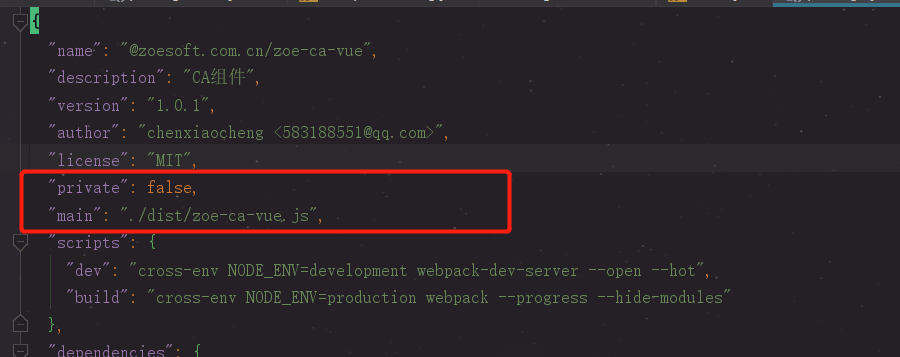 {
"name": "@zoesoft.com.cn/zoe-ca-vue",
"description": "CA组件",
"version": "1.0.1",
"author": "chenxiaocheng <583188551@qq.com>",
"license": "MIT",
"private": false,
"main": "./dist/zoe-ca-vue.js",
"scripts": {
"dev": "cross-env NODE_ENV=development webpack-dev-server --open --hot",
"build": "cross-env NODE_ENV=production webpack --progress --hide-modules"
},
"dependencies": {